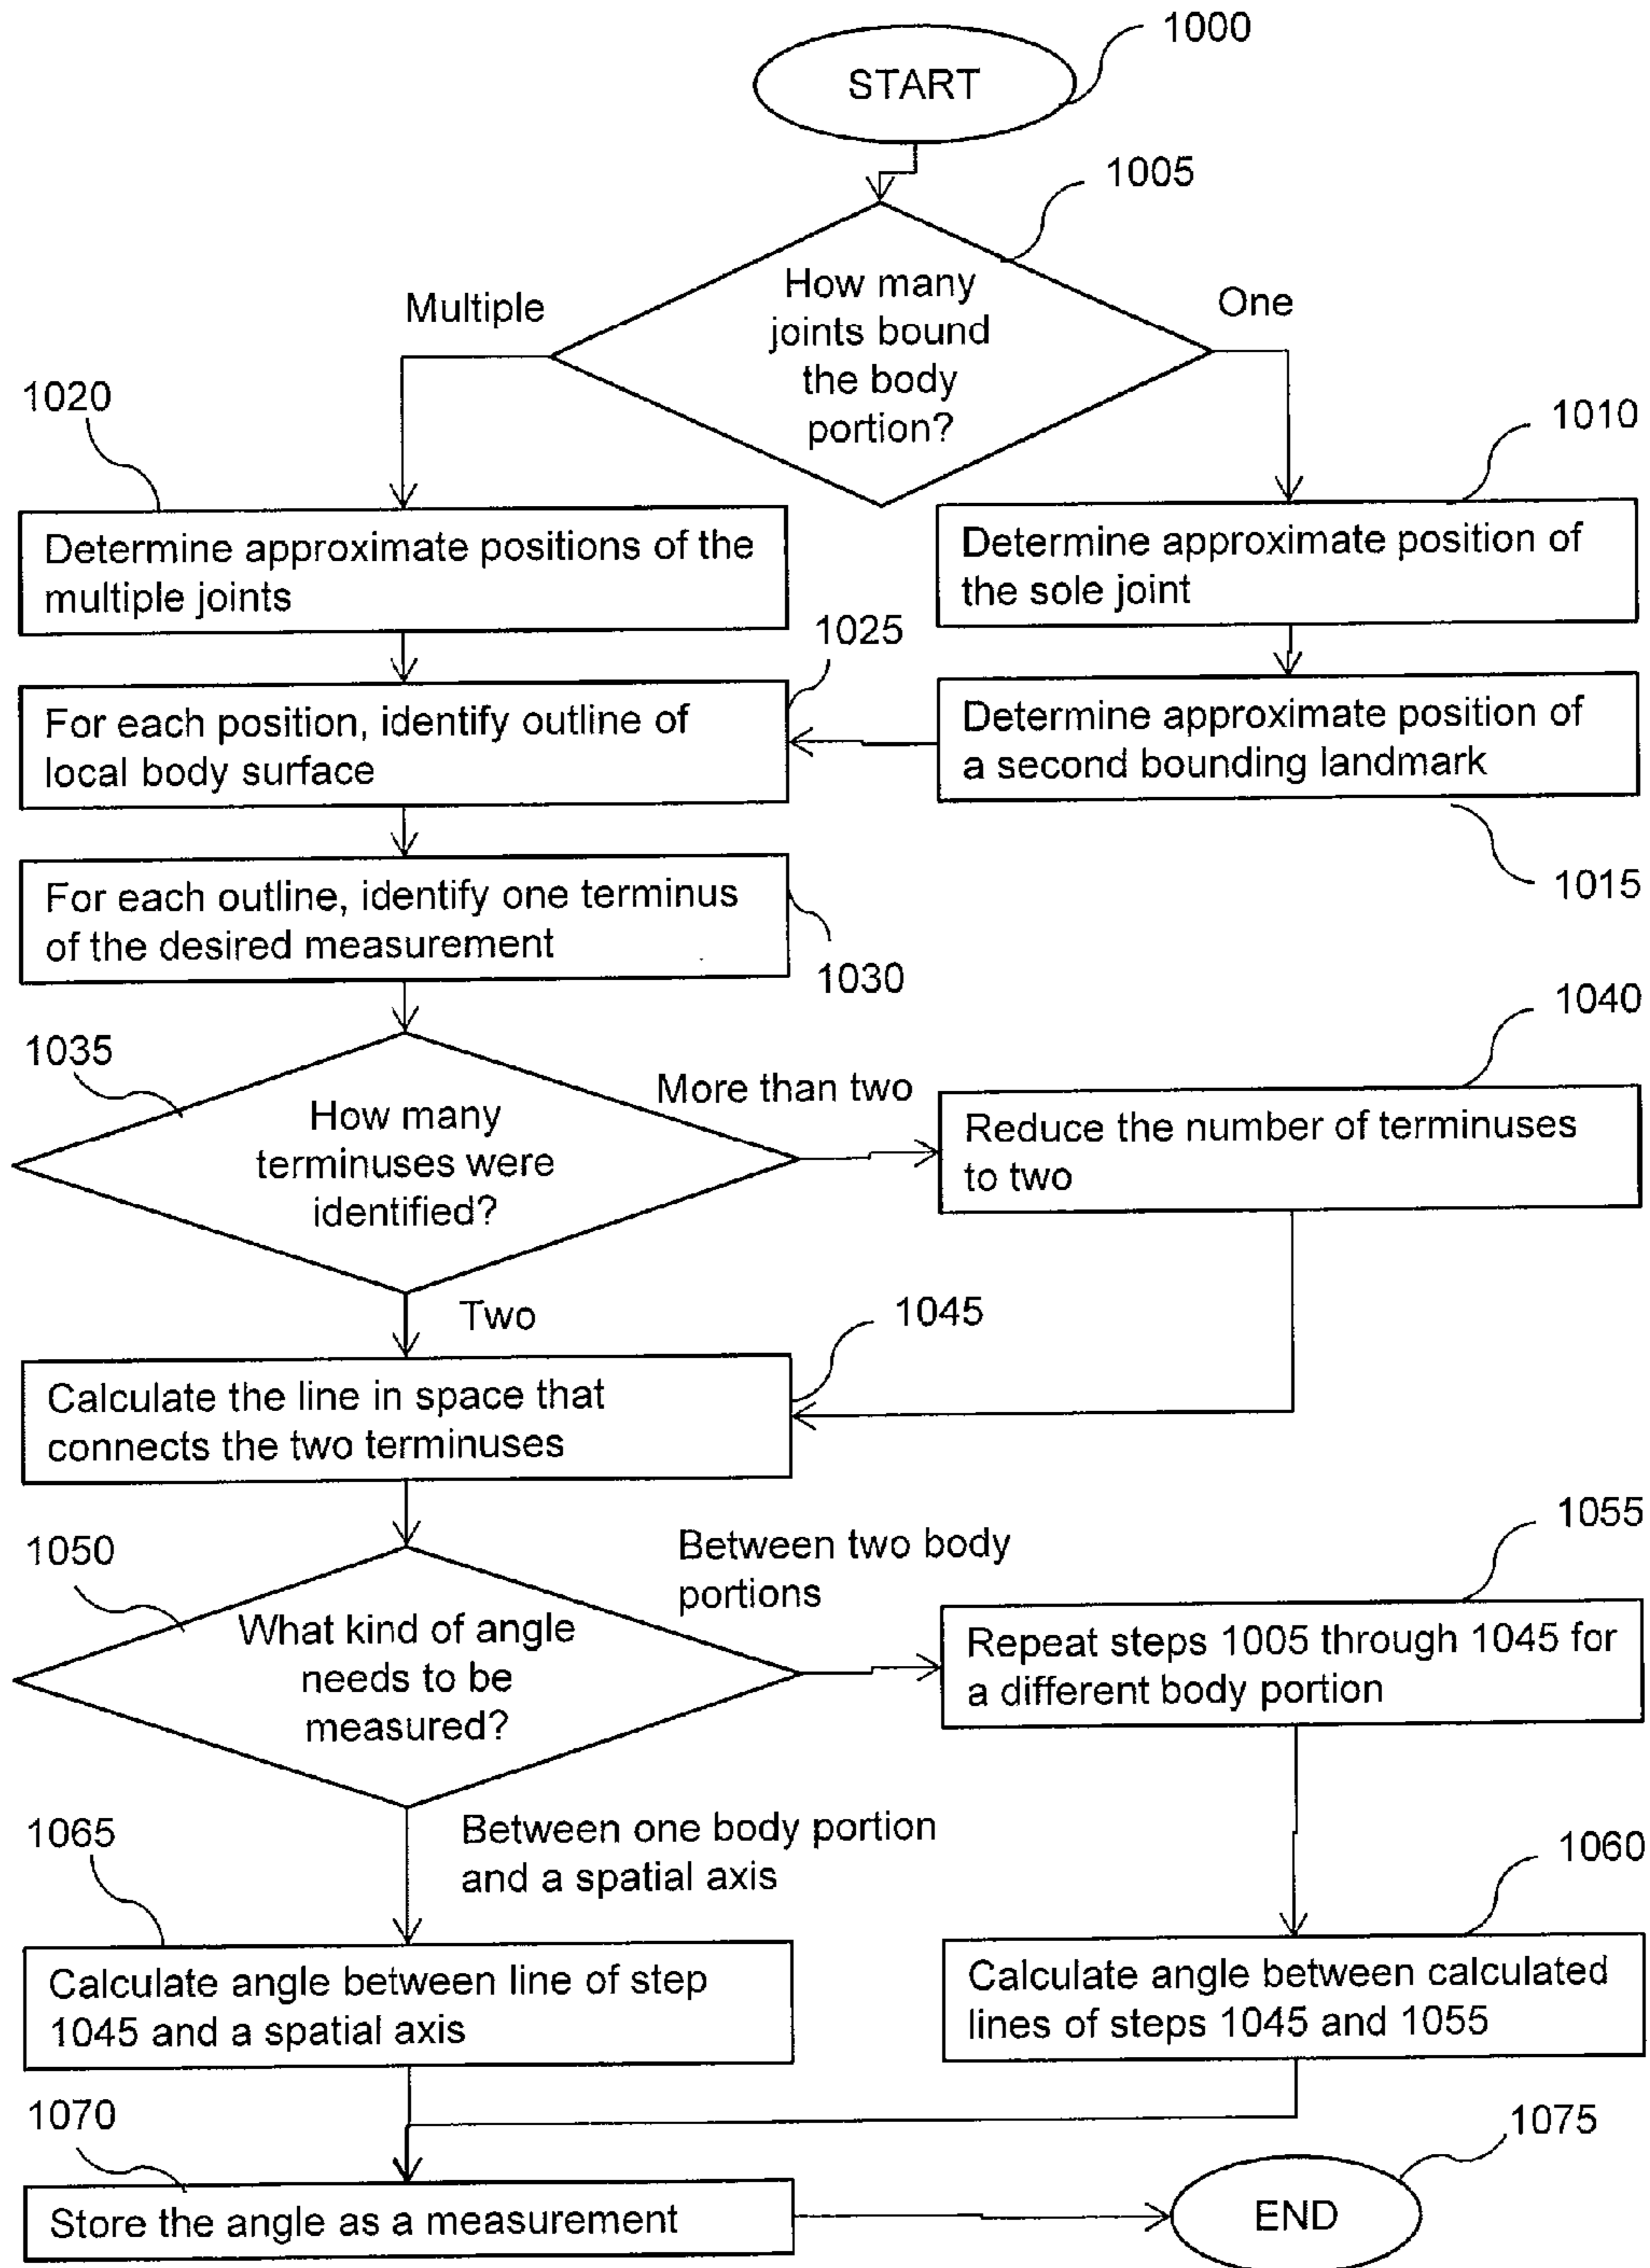 1000
START
1005
How many
joints bound
the body
portion?
Multiple
One
1020
1010
Determine approximate positions of the
multiple joints
Determine approximate position of
the sole joint
1025
For each position, identify outline of
local body surface
Determine approximate position of
a second bounding landmark
1015
For each outline, identify one terminus
of the desired measurement
1030
1035
How many
terminuses were
identified?
More than two
1040
Reduce the number of terminuses
to two
Two
1045
Calculate the line in space that
connects the two terminuses
1050
What kind of angle
needs to be
measured?
Between two body
portions
1055
Repeat steps 1005 through 1045 for
a different body portion
Between one body portion
and a spatial axis
1065
1060
Calculate angle between line of step
1045 and a spatial axis
Calculate angle between calculated
lines of steps 1045 and 1055
1070
Store the angle as a measurement
1075
END